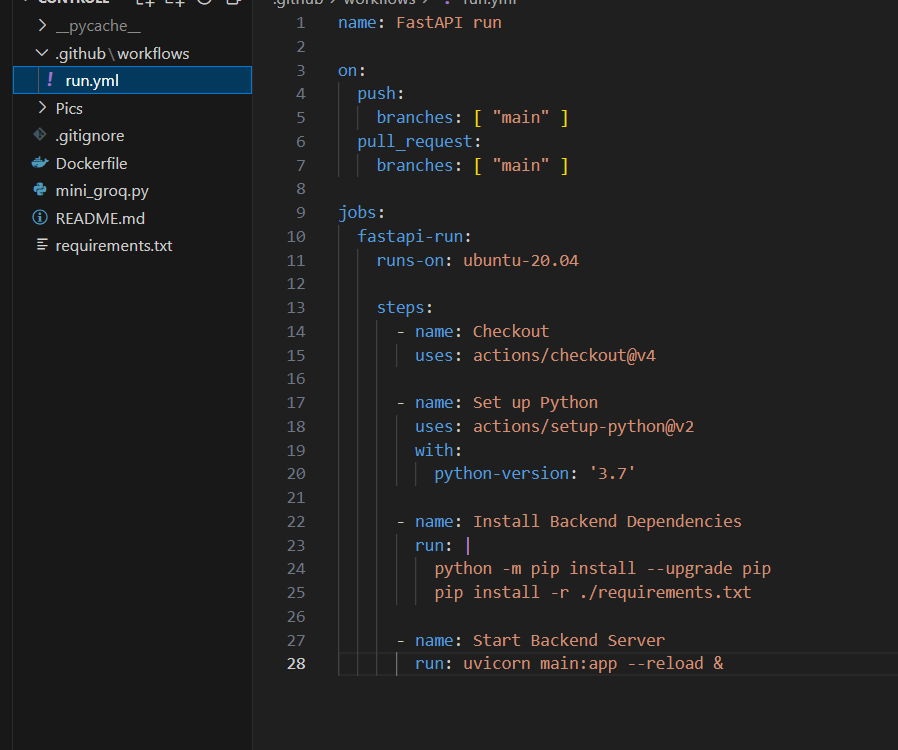 CONTROLE
__pycache__
.github\workflows
! run.yml
Pics
.gitignore
Dockerfile
mini_groq.py
README.md
requirements.txt
.github > workflows > ! run.yml
1 name: FastAPI run
2
3 on:
4 push:
5 branches: [ "main" ]
6 pull_request:
7 branches: [ "main" ]
8
9 jobs:
10 fastapi-run:
11 runs-on: ubuntu-20.04
12
13 steps:
14 - name: Checkout
15 uses: actions/checkout@v4
16
17 - name: Set up Python
18 uses: actions/setup-python@v2
19 with:
20 python-version: '3.7'
21
22 - name: Install Backend Dependencies
23 run: |
24 python -m pip install --upgrade pip
25 pip install -r ./requirements.txt
26
27 - name: Start Backend Server
28 run: uvicorn main:app --reload &